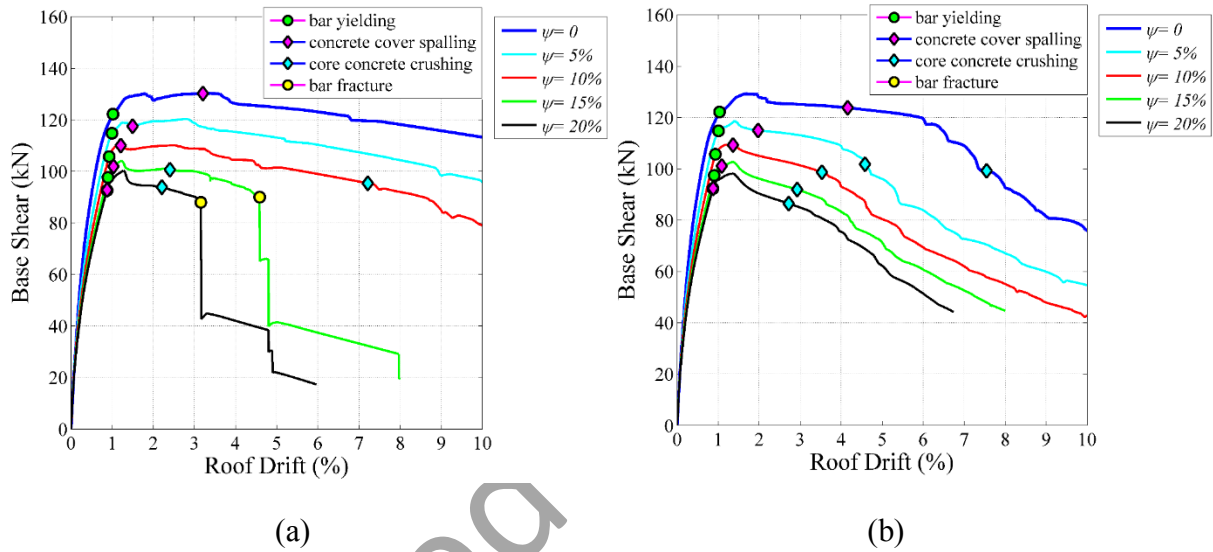 160
140
120
100
80
60
40
20
0
Base Shear (kN)
0 1 2 3 4 5 6 7 8 9 10
Roof Drift (%)
bar yielding
concrete cover spalling
core concrete crushing
bar fracture
ψ= 0
ψ= 5%
ψ= 10%
ψ= 15%
ψ= 20%
(a)
160
140
120
100
80
60
40
20
0
Base Shear (kN)
0 1 2 3 4 5 6 7 8 9 10
Roof Drift (%)
bar yielding
concrete cover spalling
core concrete crushing
bar fracture
ψ= 0
ψ= 5%
ψ= 10%
ψ= 15%
ψ= 20%
(b)